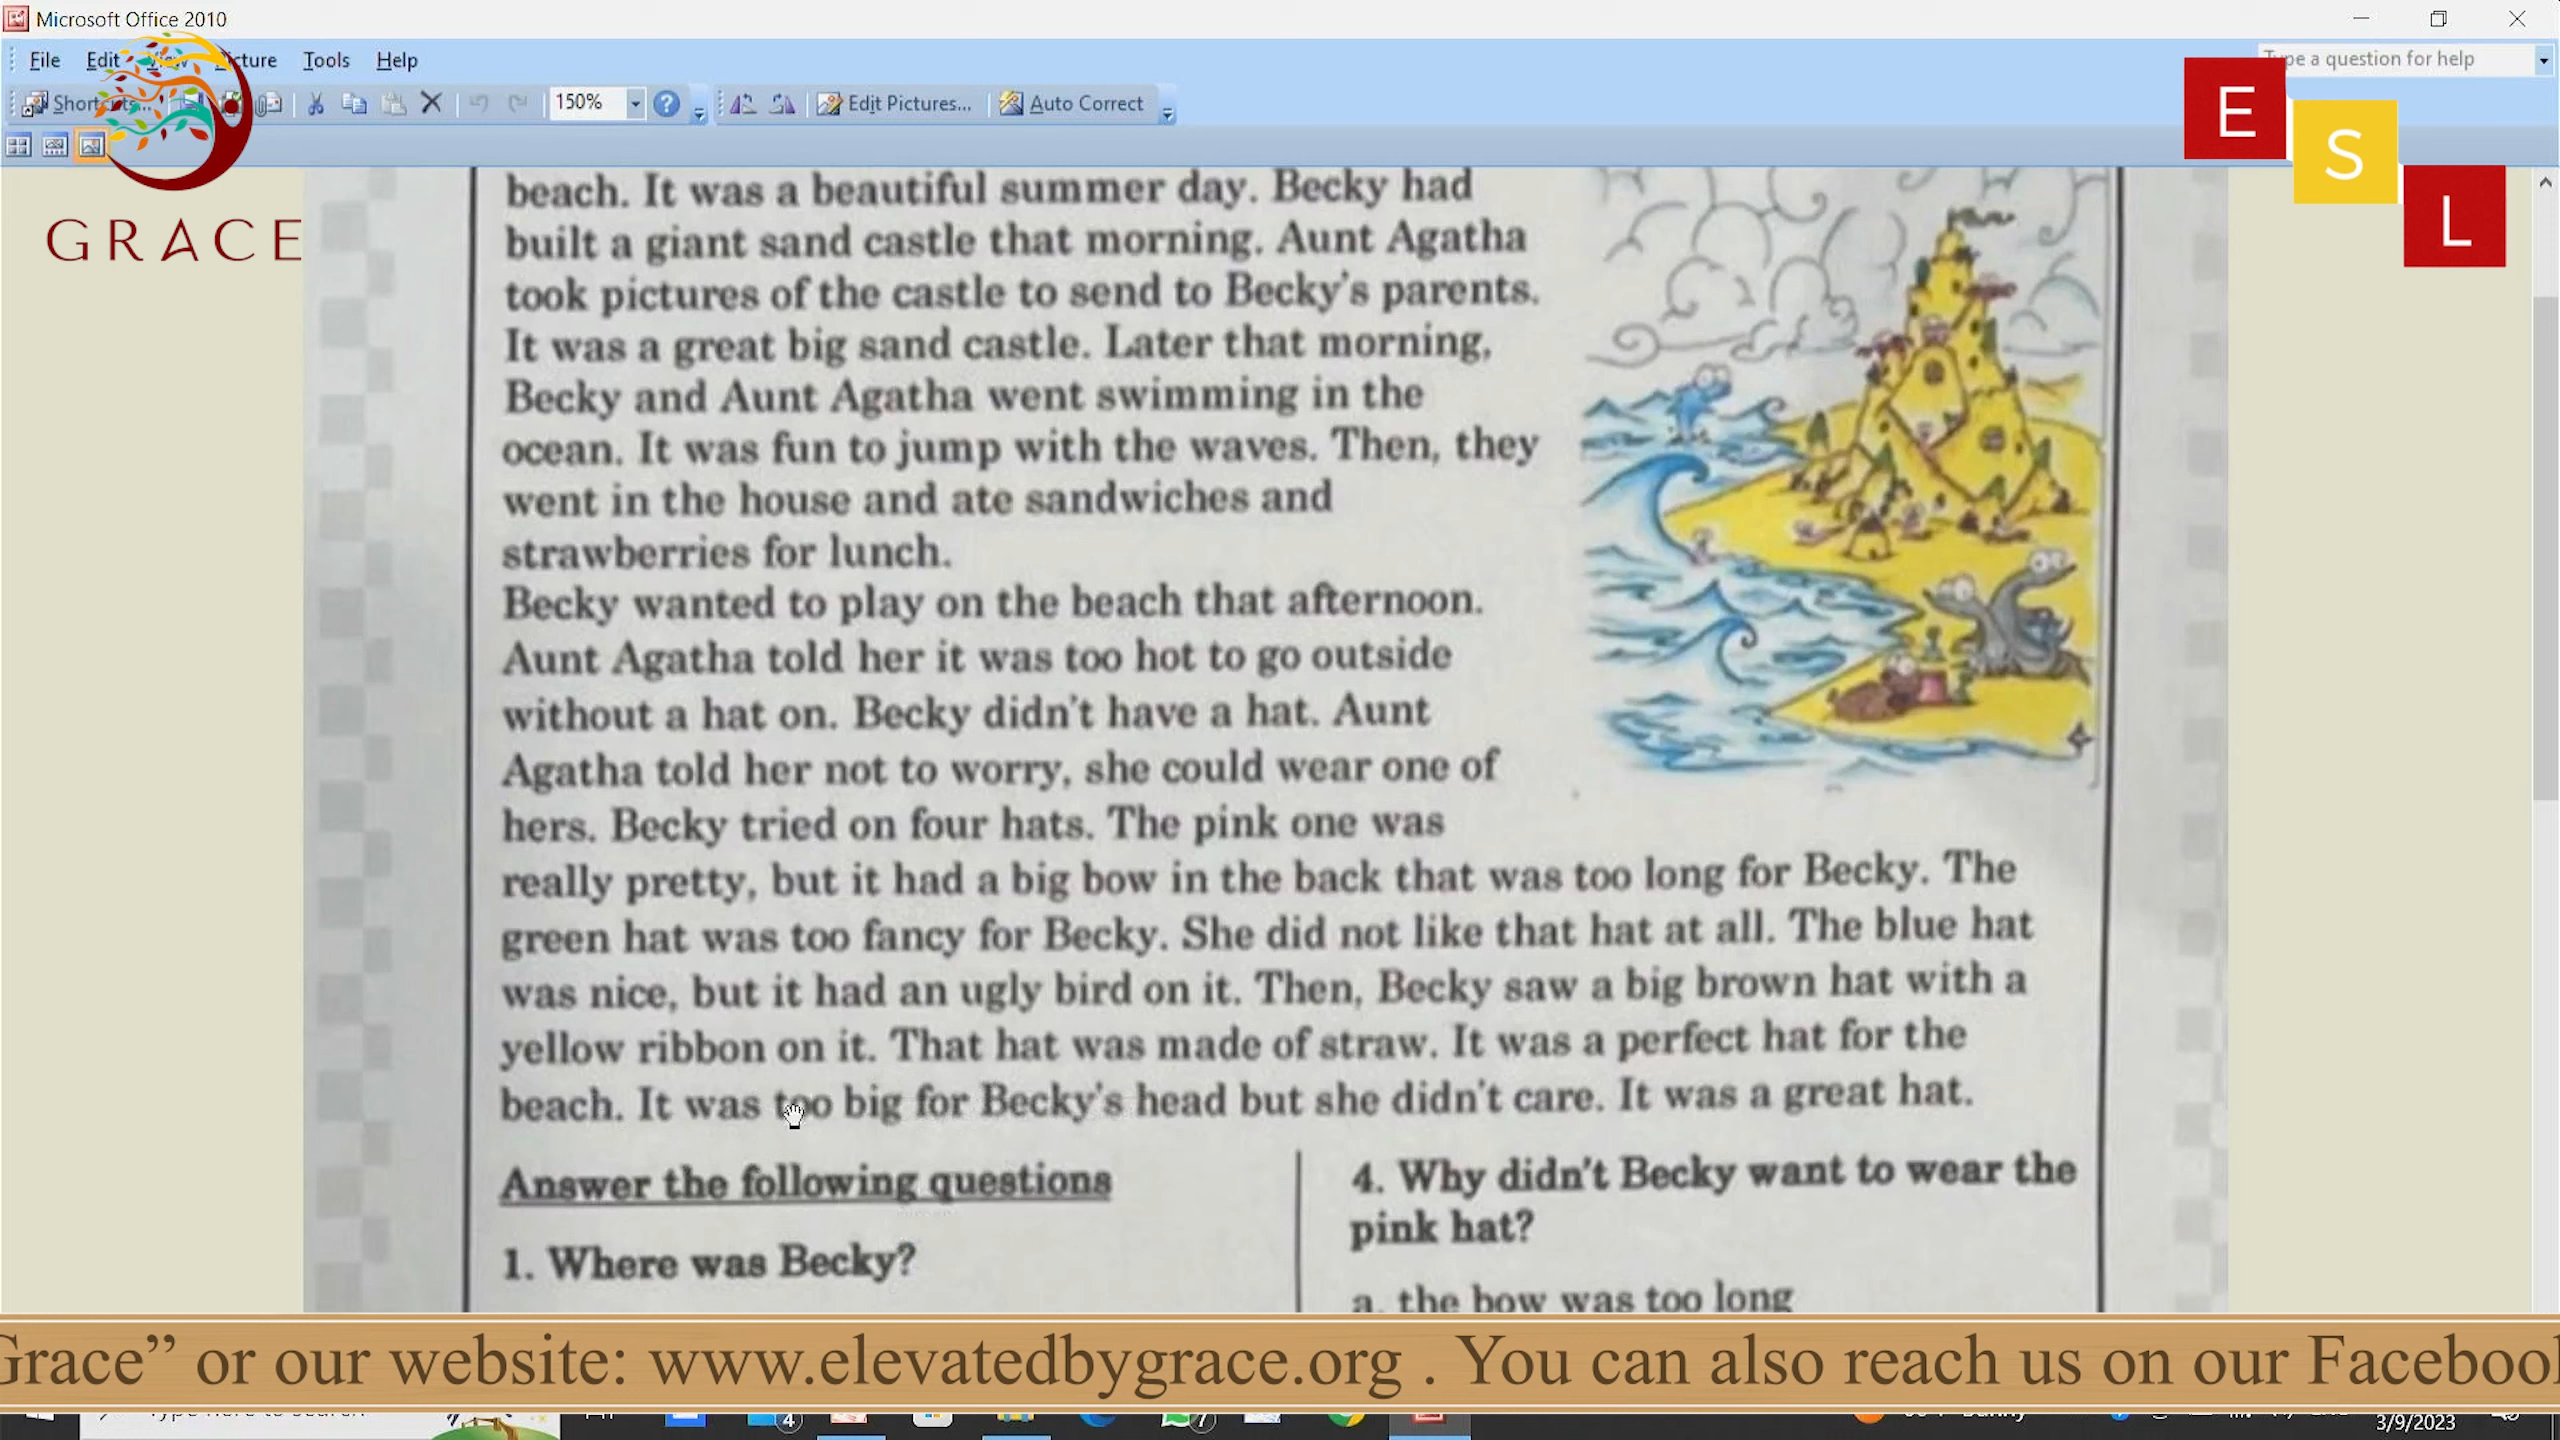 Microsoft Office 2010
File Edit View Picture Tools Help
Type a question for help
Shortcuts... 150% Edit Pictures... Auto Correct
GRACE
E
S
L
beach. It was a beautiful summer day. Becky had
built a giant sand castle that morning. Aunt Agatha
took pictures of the castle to send to Becky's parents.
It was a great big sand castle. Later that morning,
Becky and Aunt Agatha went swimming in the
ocean. It was fun to jump with the waves. Then, they
went in the house and ate sandwiches and
strawberries for lunch.
Becky wanted to play on the beach that afternoon.
Aunt Agatha told her it was too hot to go outside
without a hat on. Becky didn't have a hat. Aunt
Agatha told her not to worry, she could wear one of
hers. Becky tried on four hats. The pink one was
really pretty, but it had a big bow in the back that was too long for Becky. The
green hat was too fancy for Becky. She did not like that hat at all. The blue hat
was nice, but it had an ugly bird on it. Then, Becky saw a big brown hat with a
yellow ribbon on it. That hat was made of straw. It was a perfect hat for the
beach. It was too big for Becky's head but she didn't care. It was a great hat.
Answer the following questions
1. Where was Becky?
4. Why didn't Becky want to wear the
pink hat?
a. the bow was too long
Grace” or our website: www.elevatedbygrace.org . You can also reach us on our Facebook
4
7
3/9/2023